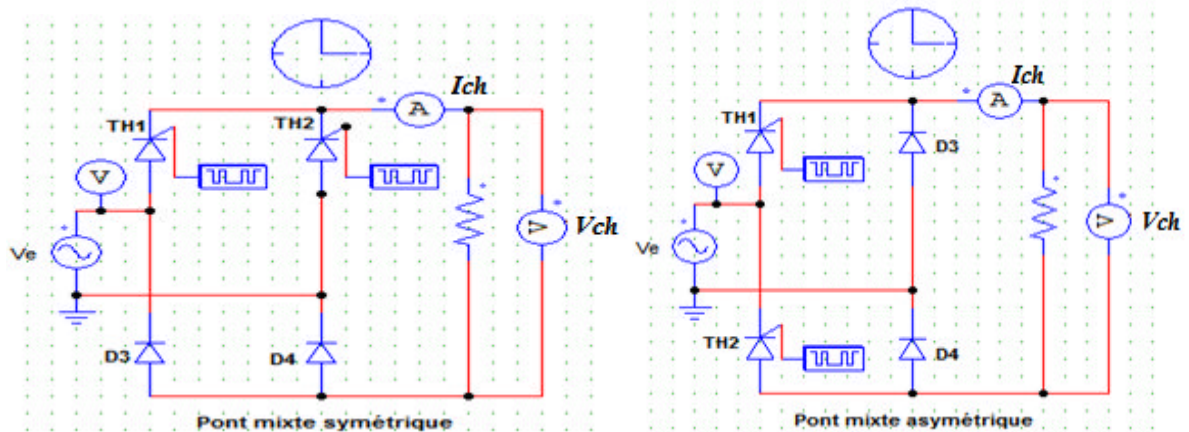 Ich
TH1
TH2
V
A
Ve
V
Vch
D3
D4
Pont mixte symétrique
Ich
TH1
A
D3
V
Ve
V
Vch
TH2
D4
Pont mixte asymétrique